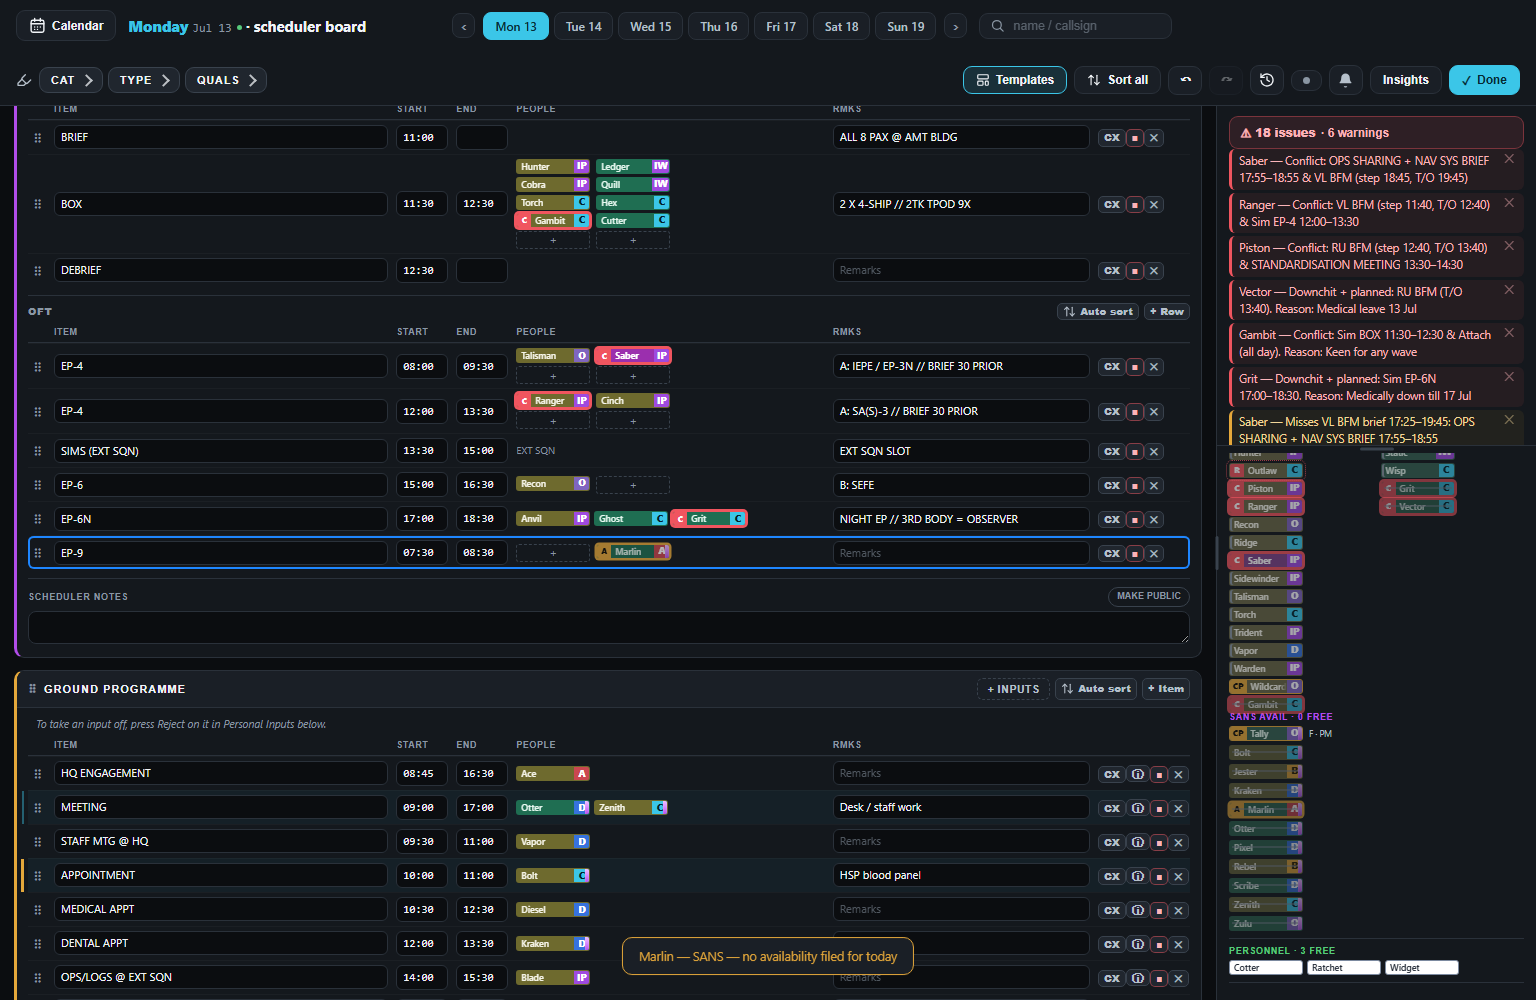 Calendar
Monday Jul 13 • · scheduler board
‹ Mon 13 Tue 14 Wed 15 Thu 16 Fri 17 Sat 18 Sun 19 ›
name / callsign
CAT TYPE QUALS
Templates Sort all Insights ✓ Done
ITEM START END PEOPLE RMKS
BRIEF 11:00 ALL 8 PAX @ AMT BLDG CX
Hunter IP Ledger IW
Cobra IP Quill IW
BOX 11:30 12:30 Torch C Hex C 2 X 4-SHIP // 2TK TPOD 9X CX
C Gambit C Cutter C
+ +
DEBRIEF 12:30 Remarks CX
OFT Auto sort + Row
ITEM START END PEOPLE RMKS
EP-4 08:00 09:30 Talisman O C Saber IP A: IEPE / EP-3N // BRIEF 30 PRIOR CX
+ +
EP-4 12:00 13:30 C Ranger IP Cinch IP A: SA(S)-3 // BRIEF 30 PRIOR CX
+ +
SIMS (EXT SQN) 13:30 15:00 EXT SQN EXT SQN SLOT CX
EP-6 15:00 16:30 Recon O + B: SEFE CX
EP-6N 17:00 18:30 Anvil IP Ghost C C Grit C NIGHT EP // 3RD BODY = OBSERVER CX
EP-9 07:30 08:30 + A Marlin A Remarks CX
SCHEDULER NOTES MAKE PUBLIC
GROUND PROGRAMME + INPUTS Auto sort + Item
To take an input off, press Reject on it in Personal Inputs below.
ITEM START END PEOPLE RMKS
HQ ENGAGEMENT 08:45 16:30 Ace A Remarks CX
MEETING 09:00 17:00 Otter D Zenith C Desk / staff work CX
STAFF MTG @ HQ 09:30 11:00 Vapor D Remarks CX
APPOINTMENT 10:00 11:00 Bolt C HSP blood panel CX
MEDICAL APPT 10:30 12:30 Diesel D Remarks CX
DENTAL APPT 12:00 13:30 Kraken D CX
OPS/LOGS @ EXT SQN 14:00 15:30 Blade IP Remarks CX
Marlin — SANS — no availability filed for today
⚠ 18 issues · 6 warnings
Saber — Conflict: OPS SHARING + NAV SYS BRIEF
17:55–18:55 & VL BFM (step 18:45, T/O 19:45)
Ranger — Conflict: VL BFM (step 11:40, T/O 12:40)
& Sim EP-4 12:00–13:30
Piston — Conflict: RU BFM (step 12:40, T/O 13:40)
& STANDARDISATION MEETING 13:30–14:30
Vector — Downchit + planned: RU BFM (T/O
13:40). Reason: Medical leave 13 Jul
Gambit — Conflict: Sim BOX 11:30–12:30 & Attach
(all day). Reason: Keen for any wave
Grit — Downchit + planned: Sim EP-6N
17:00–18:30. Reason: Medically down till 17 Jul
Saber — Misses VL BFM brief 17:25–19:45: OPS
SHARING + NAV SYS BRIEF 17:55–18:55
Hunter Static
R Outlaw C Wisp C
C Piston IP C Grit C
C Ranger IP C Vector C
Recon O
Ridge C
C Saber IP
Sidewinder IP
Talisman O
Torch C
Trident IP
Vapor D
Warden IP
CP Wildcard O
C Gambit C
SANS AVAIL · 0 FREE
CP Tally O F · PM
Bolt C
Jester B
Kraken D
A Marlin A
Otter D
Pixel D
Rebel B
Scribe D
Zenith C
Zulu O
PERSONNEL · 3 FREE
Cotter Ratchet Widget